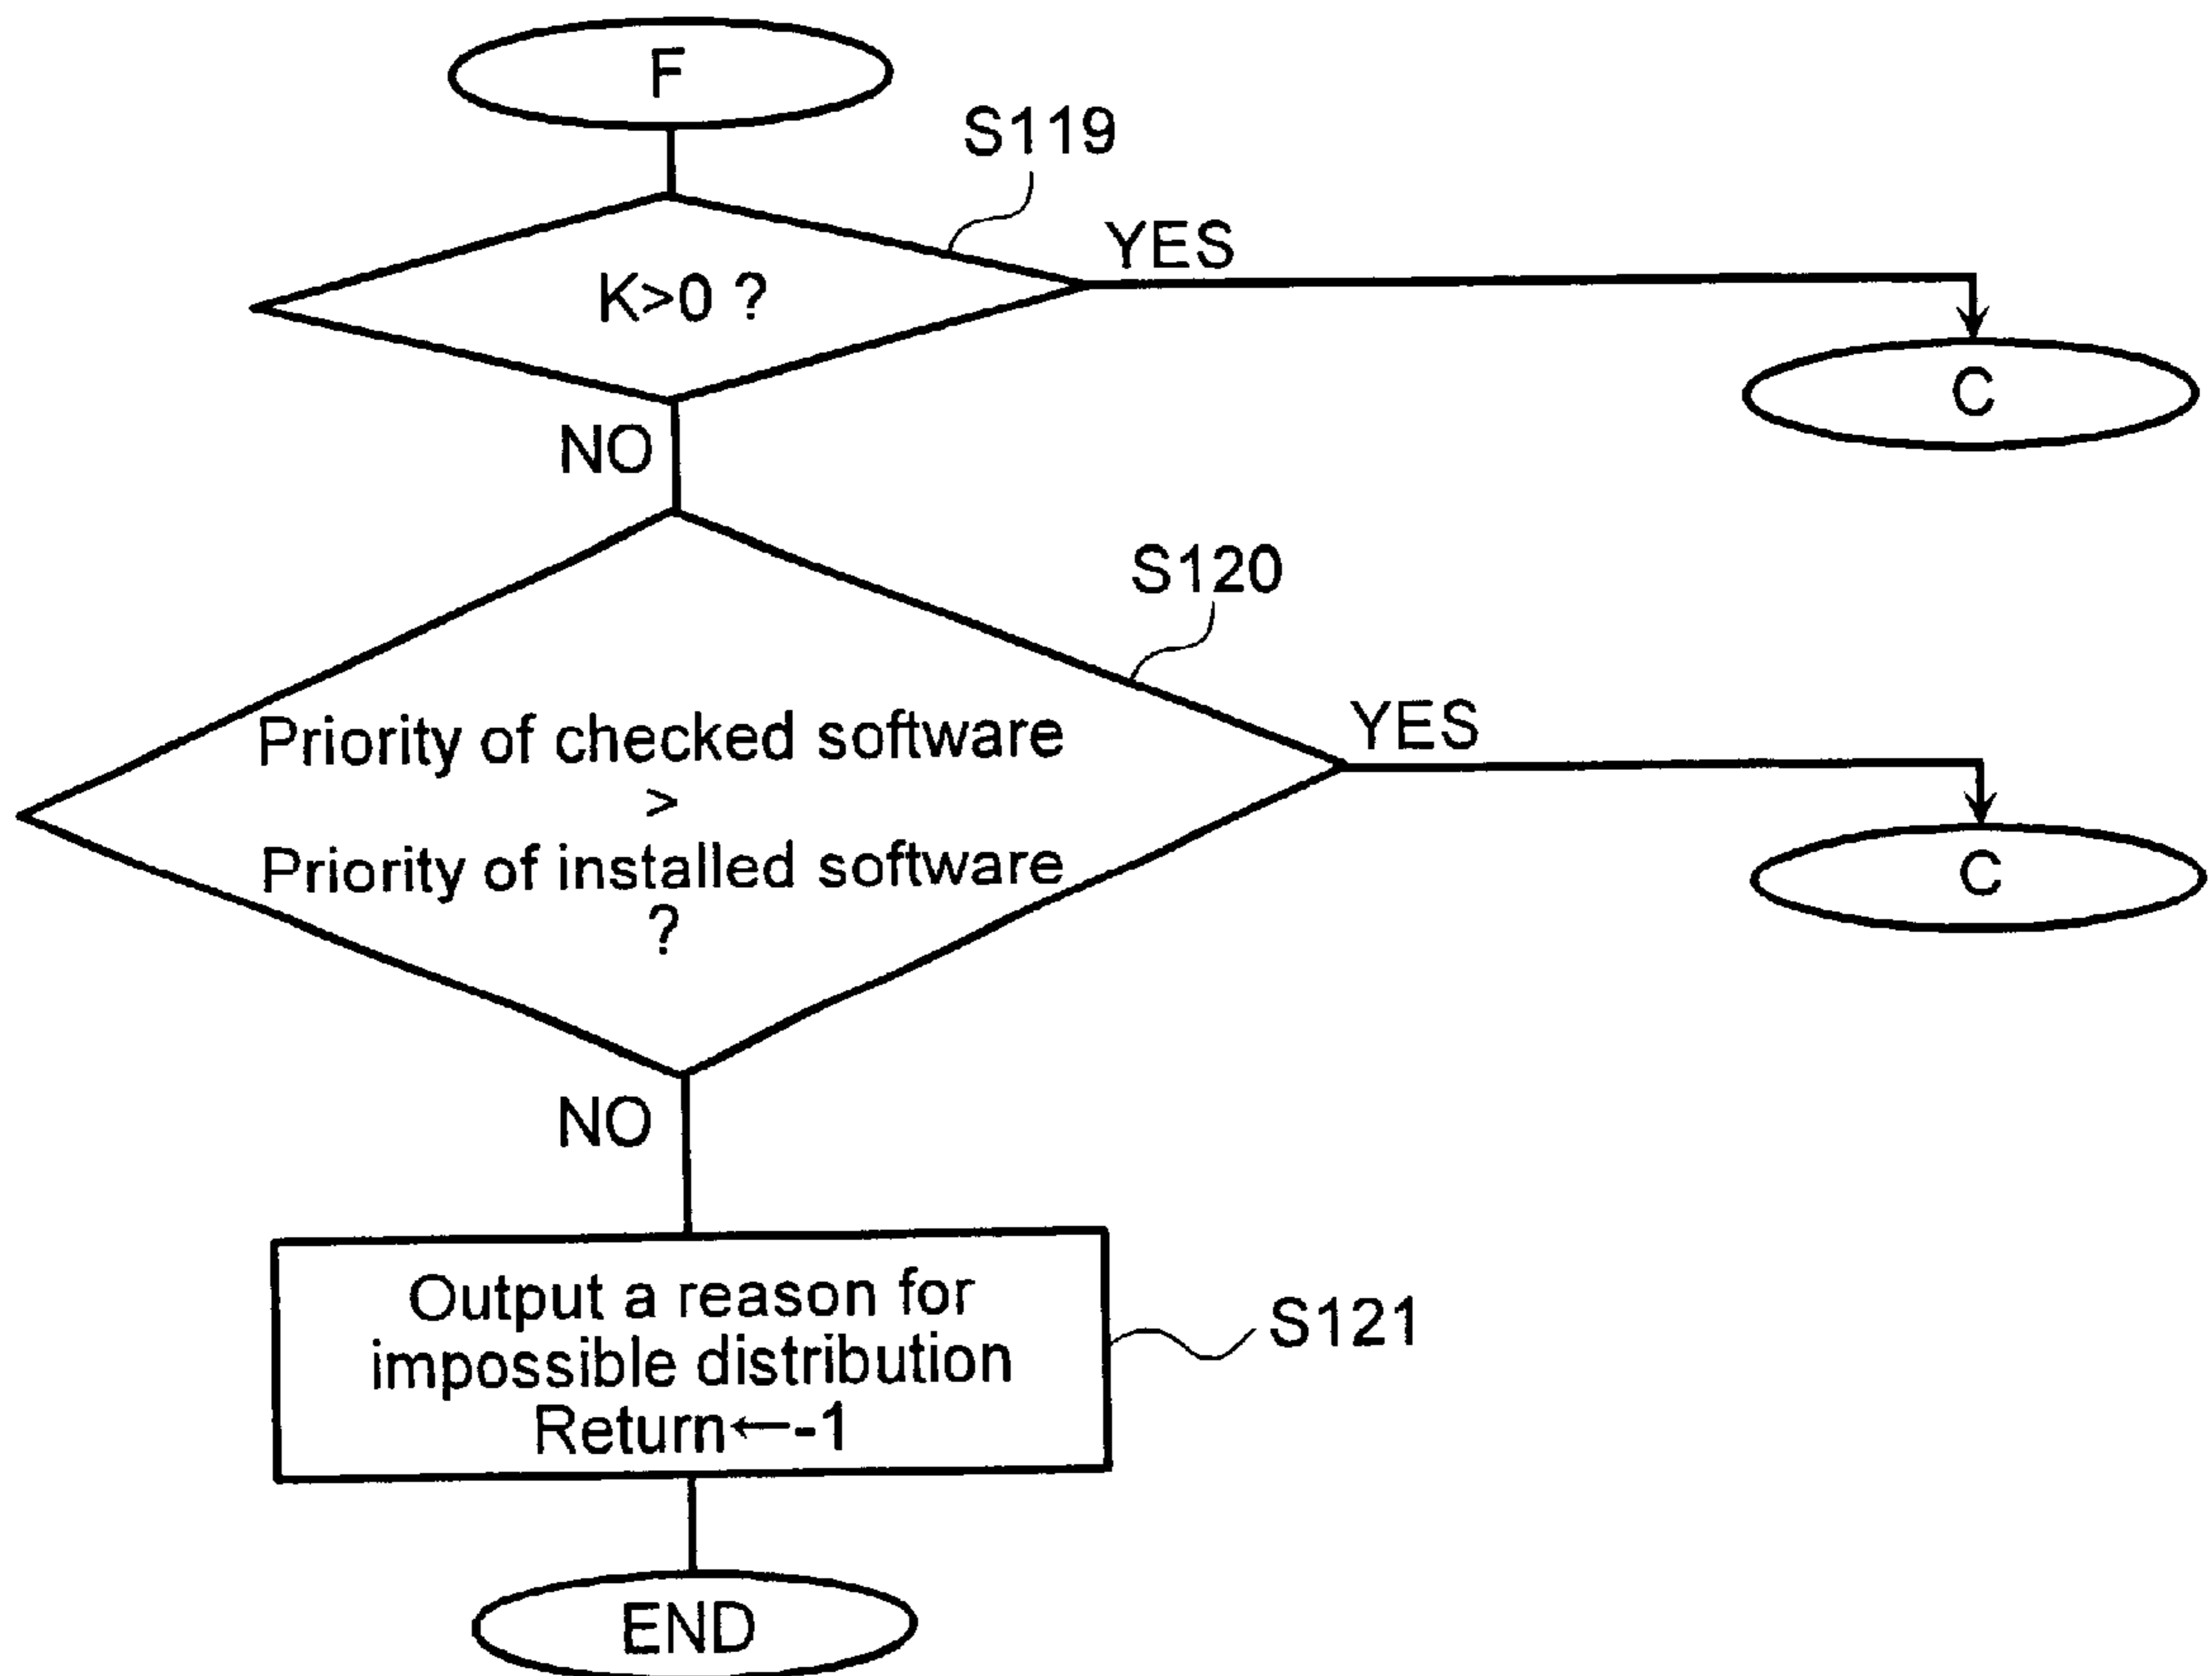 F
S119
YES
K>0 ?
C
NO
S120
YES
Priority of checked software
>
Priority of installed software
?
C
NO
Output a reason for
impossible distribution
Return←-1
S121
END